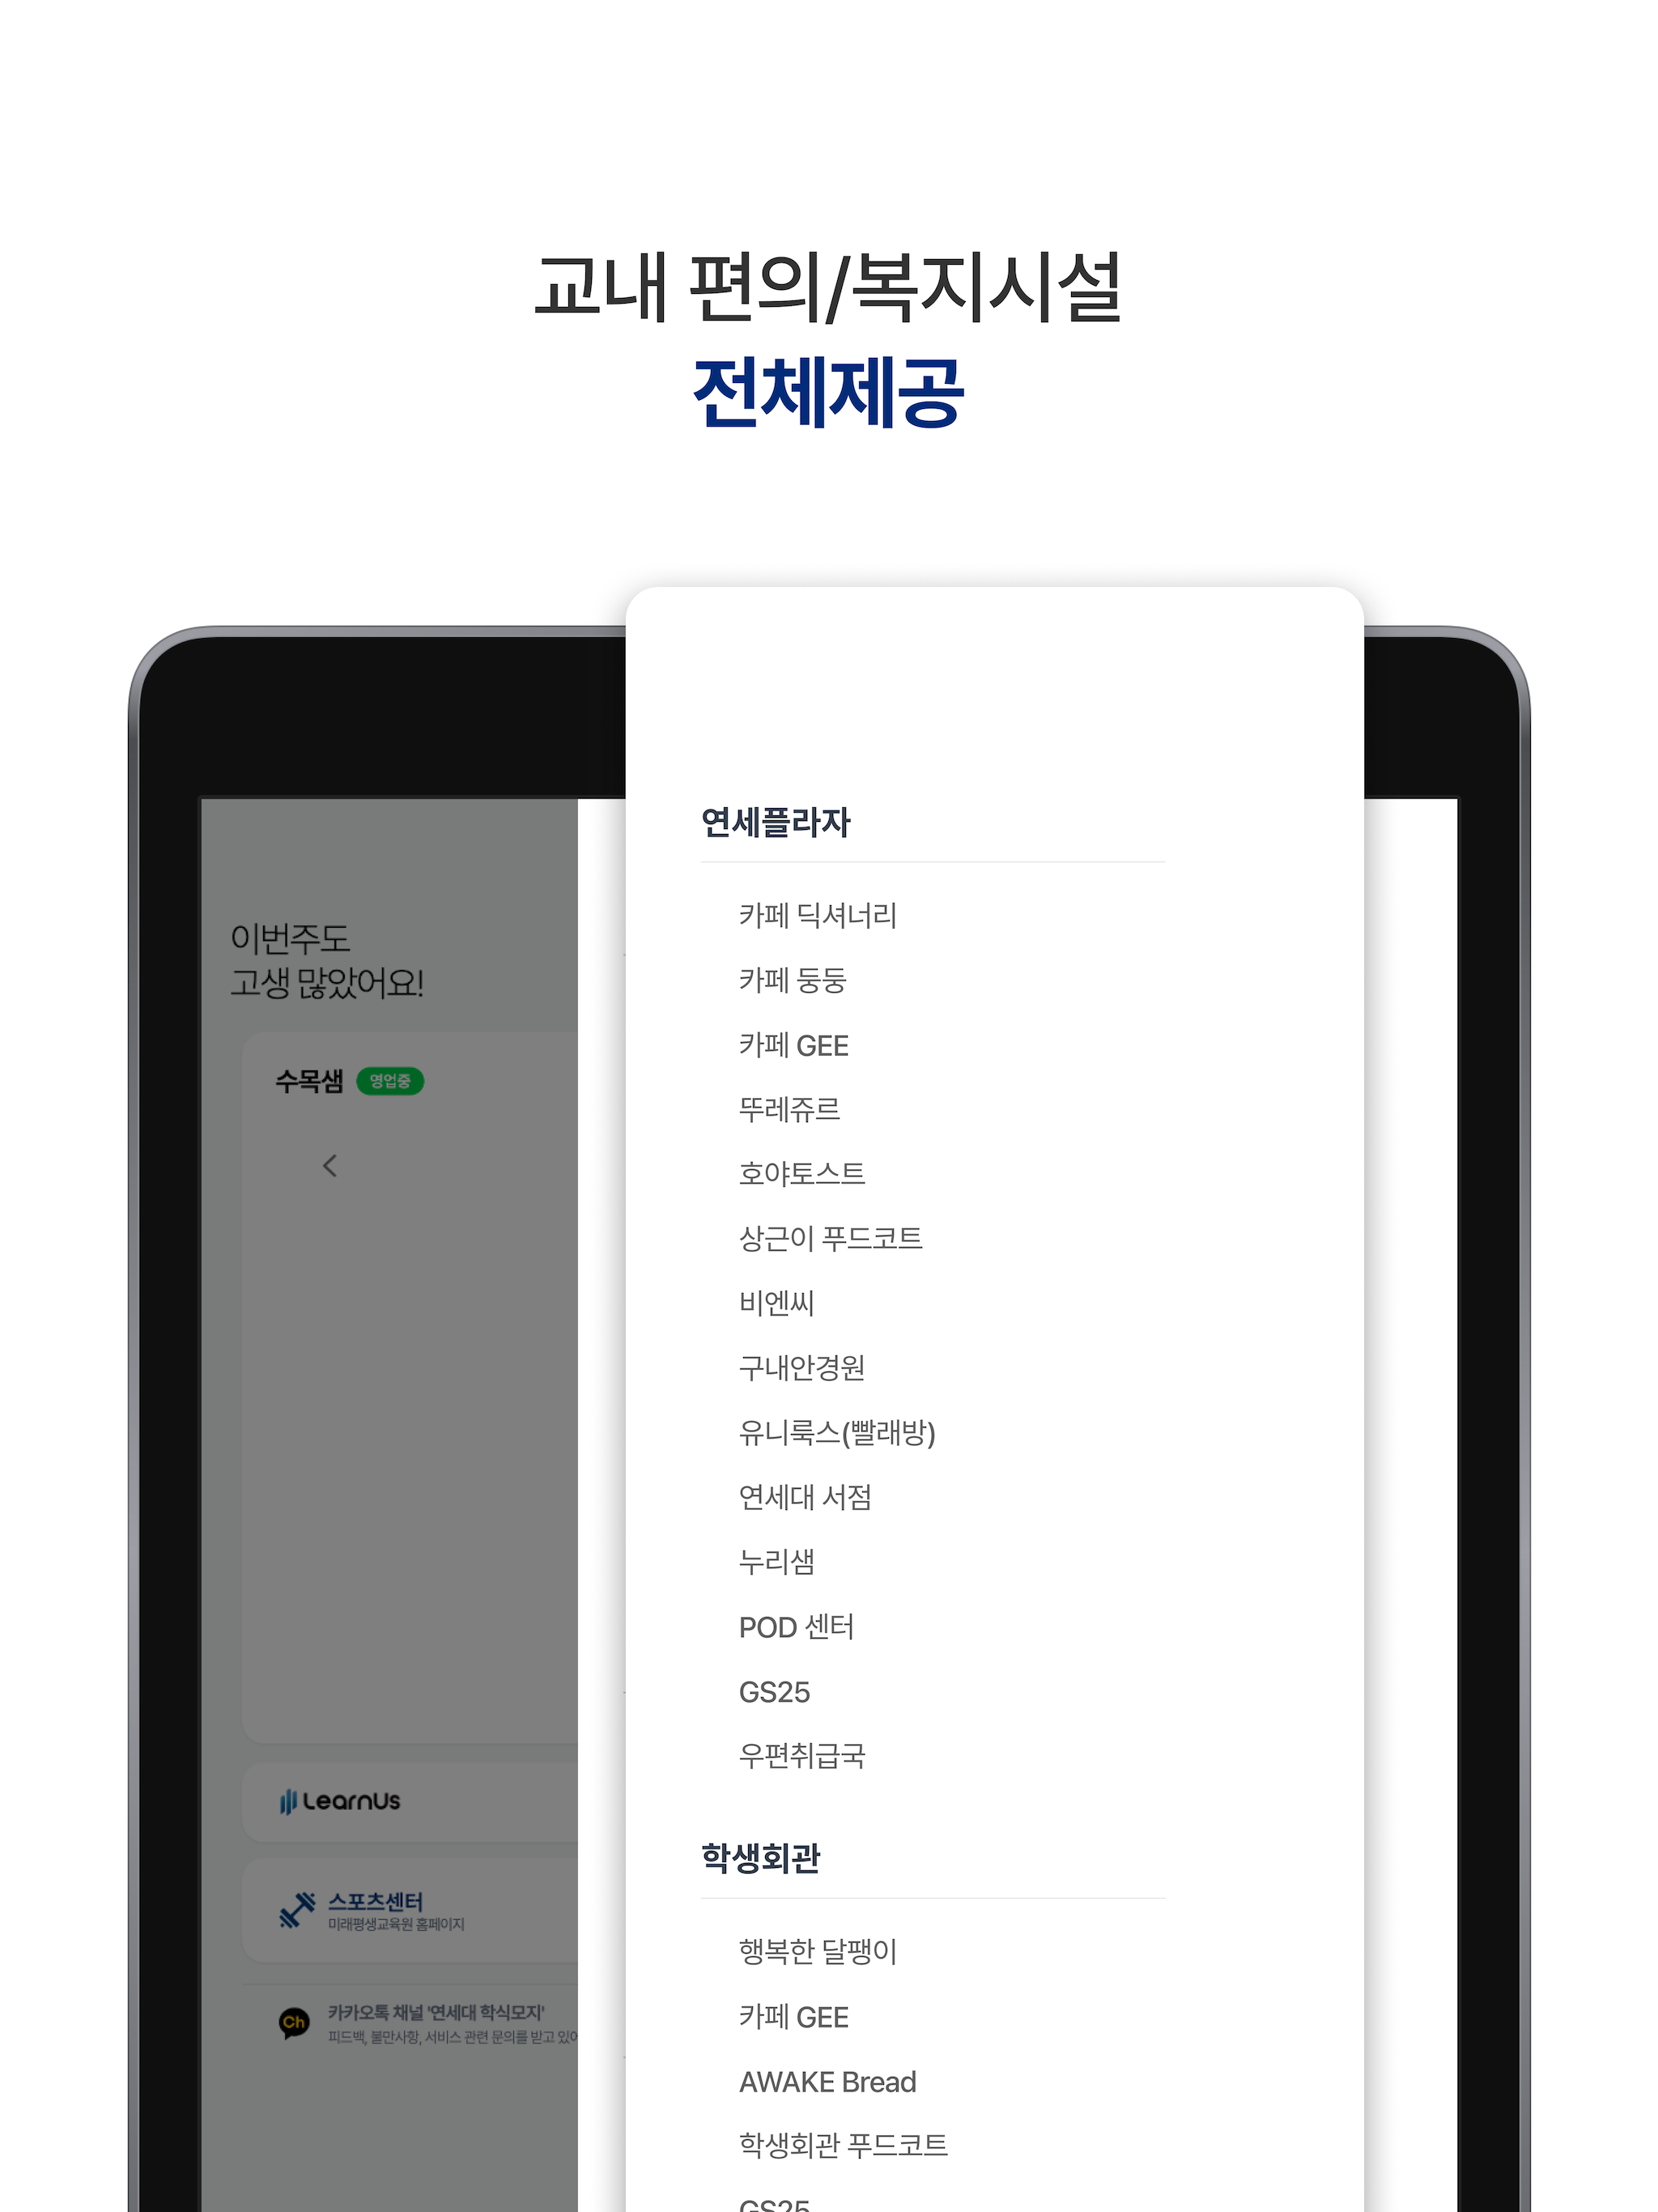 교내 편의/복지시설
전체제공
이번주도
고생 많았어요!
수목샘 영업중
LearnUs
스포츠센터
미래평생교육원 홈페이지
Ch
카카오톡 채널 '연세대 학식모지'
피드백, 불만사항, 서비스 관련 문의를 받고 있어
연세플라자
카페 딕셔너리
카페 둥둥
카페 GEE
뚜레쥬르
호야토스트
상근이 푸드코트
비엔씨
구내안경원
유니룩스(빨래방)
연세대 서점
누리샘
POD 센터
GS25
우편취급국
학생회관
행복한 달팽이
카페 GEE
AWAKE Bread
학생회관 푸드코트
GS25